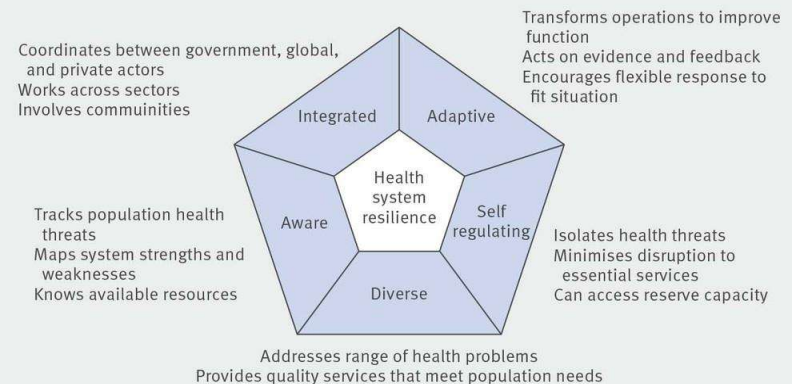 Transforms operations to improve
function
Acts on evidence and feedback
Encourages flexible response to
fit situation
Coordinates between government, global,
and private actors
Works across sectors
Involves commuinities
Integrated
Adaptive
Health
system
resilience
Aware
Self
regulating
Diverse
Tracks population health
threats
Maps system strengths and
weaknesses
Knows available resources
Isolates health threats
Minimises disruption to
essential services
Can access reserve capacity
Addresses range of health problems
Provides quality services that meet population needs